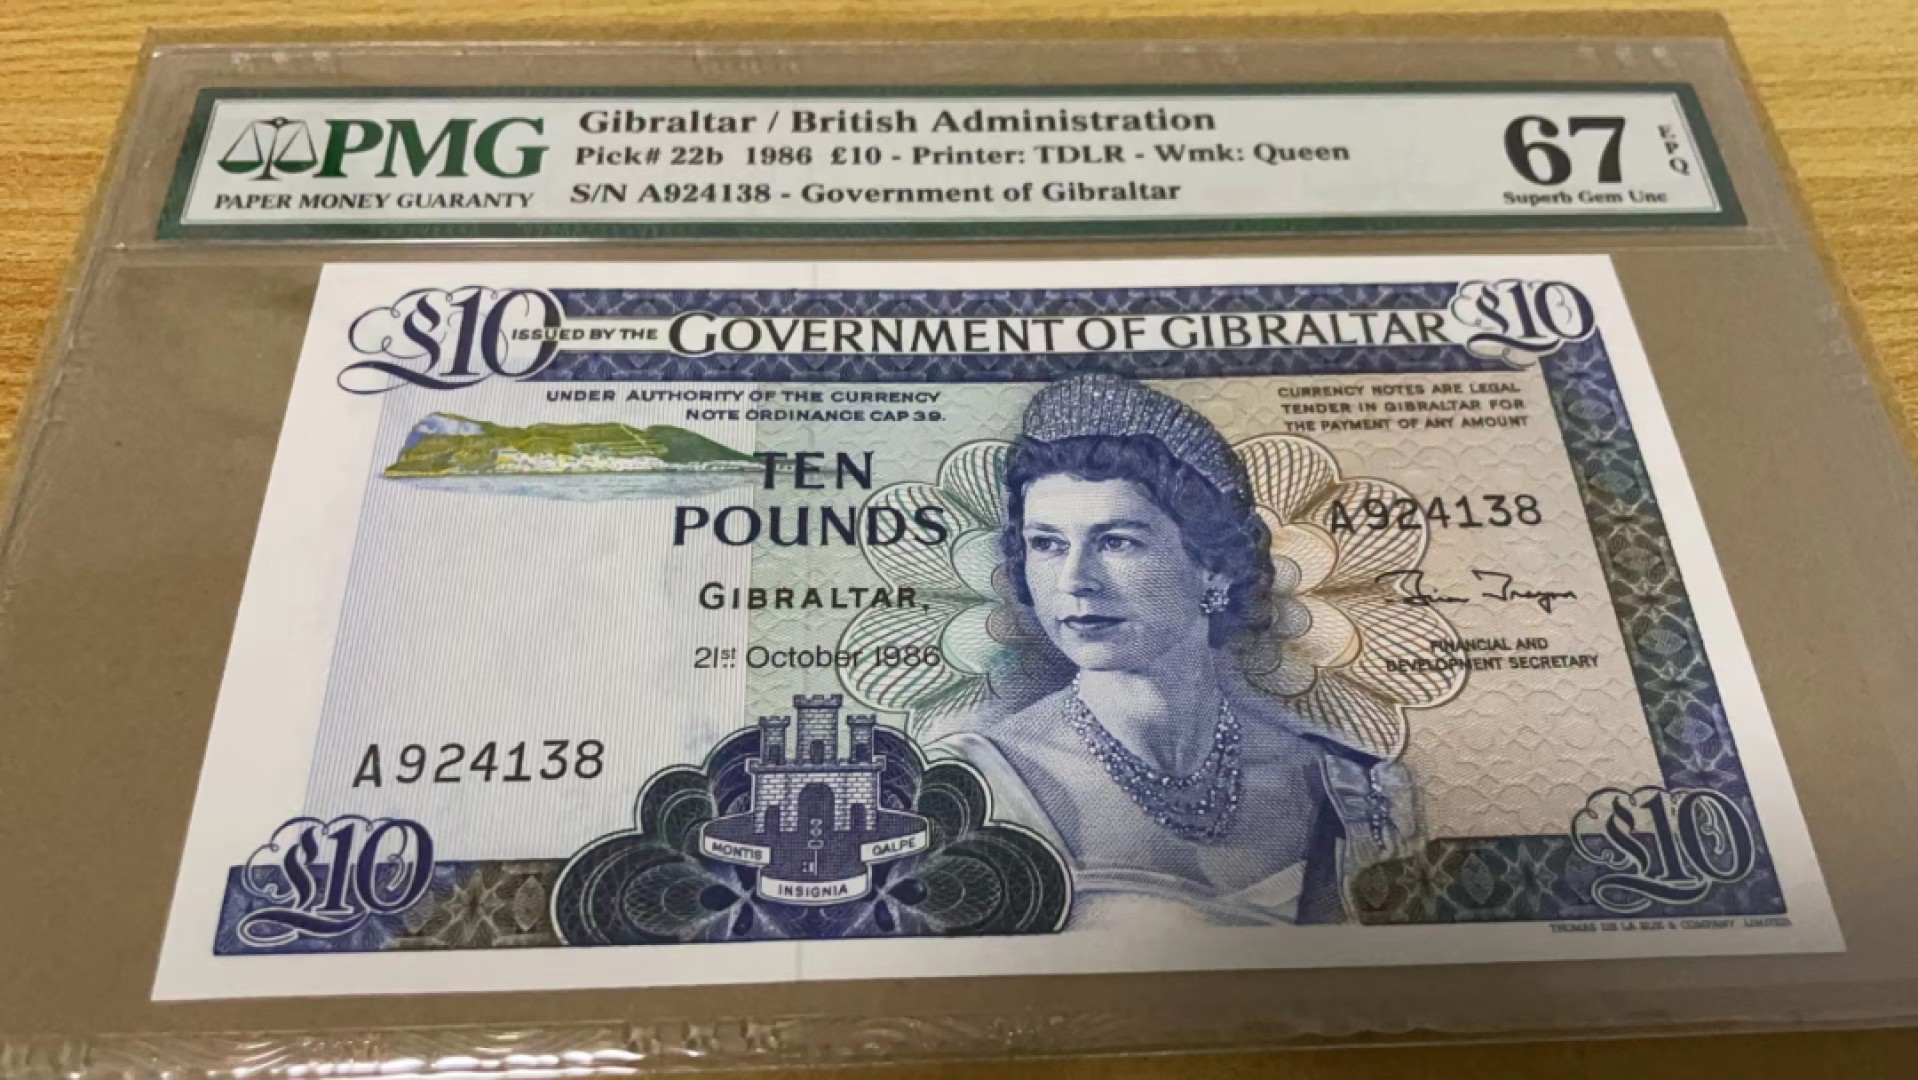 PMG
PAPER MONEY GUARANTY
Gibraltar / British Administration
Pick# 22b 1986 £10 - Printer: TDLR - Wmk: Queen
S/N A924138 - Government of Gibraltar
67
EPQ
Superb Gem Unc
£10 ISSUED BY THE GOVERNMENT OF GIBRALTAR £10
UNDER AUTHORITY OF THE CURRENCY
NOTE ORDINANCE CAP 39.
CURRENCY NOTES ARE LEGAL
TENDER IN GIBRALTAR FOR
THE PAYMENT OF ANY AMOUNT
TEN
POUNDS
GIBRALTAR,
21st October 1986
A924138
FINANCIAL AND
DEVELOPMENT SECRETARY
A924138
MONTIS
INSIGNIA
CALPE
£10
£10
THOMAS DE LA RUE & COMPANY LIMITED